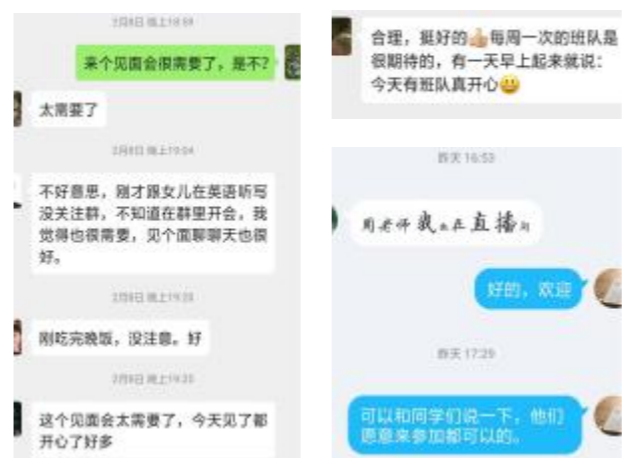 来个见面会很需要了，是不？
太需要了
不好意思，刚才跟女儿在英语听写
没关注群，不知道在群里开会，我
觉得也很需要，见个面聊聊天也很
好。
刚吃完晚饭，没注意。好
这个见面会太需要了，今天见了都
开心了好多
合理，挺好的👍每周一次的班队是
很期待的，有一天早上起来就说：
今天有班队真开心😀
昨天 16:53
周老师我在直播
好的，欢迎
昨天 17:29
可以和同学们说一下，他们
愿意来参加都可以的。